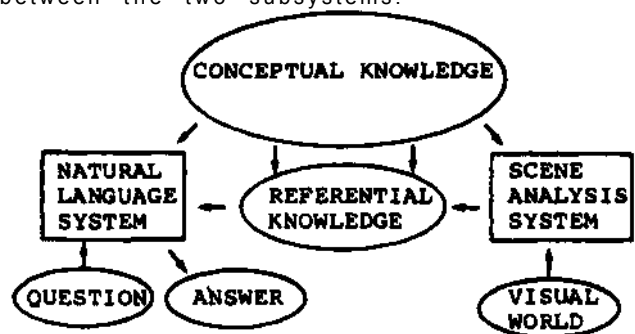 between the two subsystems.
CONCEPTUAL KNOWLEDGE
NATURAL
LANGUAGE
SYSTEM
REFERENTIAL
KNOWLEDGE
SCENE
ANALYSIS
SYSTEM
QUESTION
ANSWER
VISUAL
WORLD